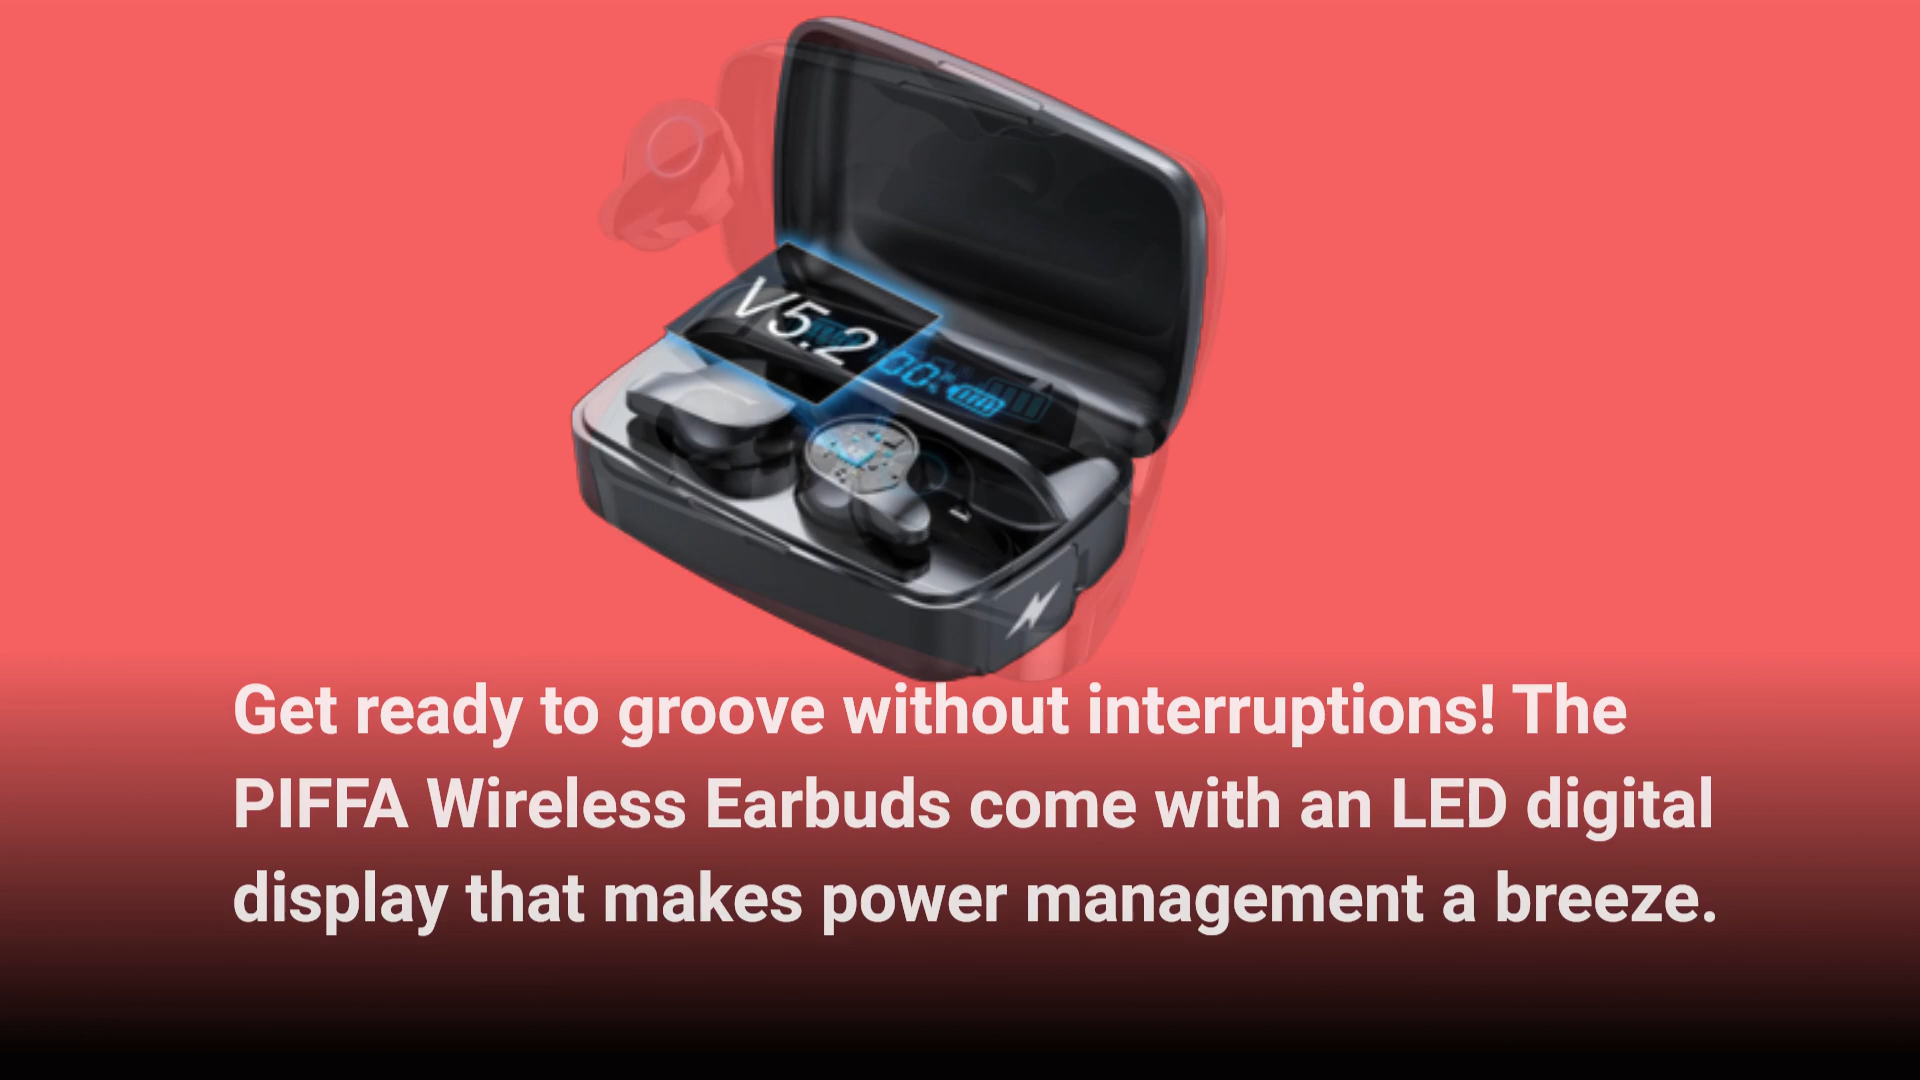 V5.2
Get ready to groove without interruptions! The
PIFFA Wireless Earbuds come with an LED digital
display that makes power management a breeze.